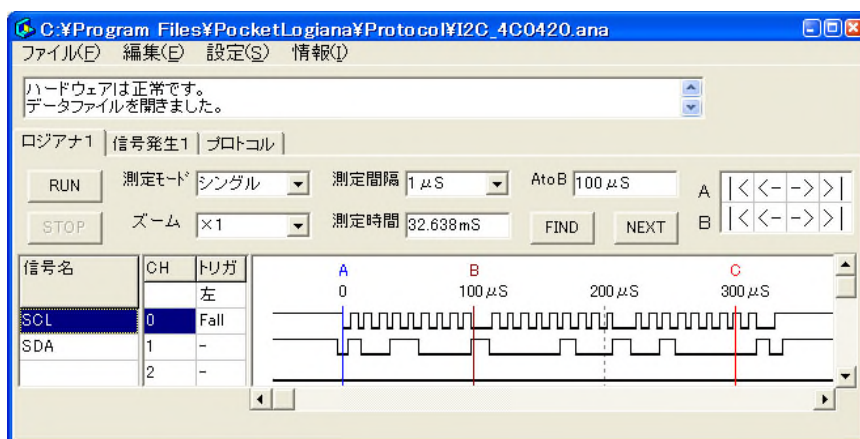 C:¥Program Files¥PocketLogiana¥Protocol¥I2C_4C0420.ana
ファイル(F) 編集(E) 設定(S) 情報(I)
ハードウェアは正常です。
データファイルを開きました。
ロジアナ1 信号発生1 プロトコル
RUN 測定モード シングル 測定間隔 1μS AtoB 100μS A |< <- -> >|
STOP ズーム ×1 測定時間 32.638mS FIND NEXT B |< <- -> >|
信号名 CH トリガ A B C
左 0 100μS 200μS 300μS
SCL 0 Fall
SDA 1 -
2 -